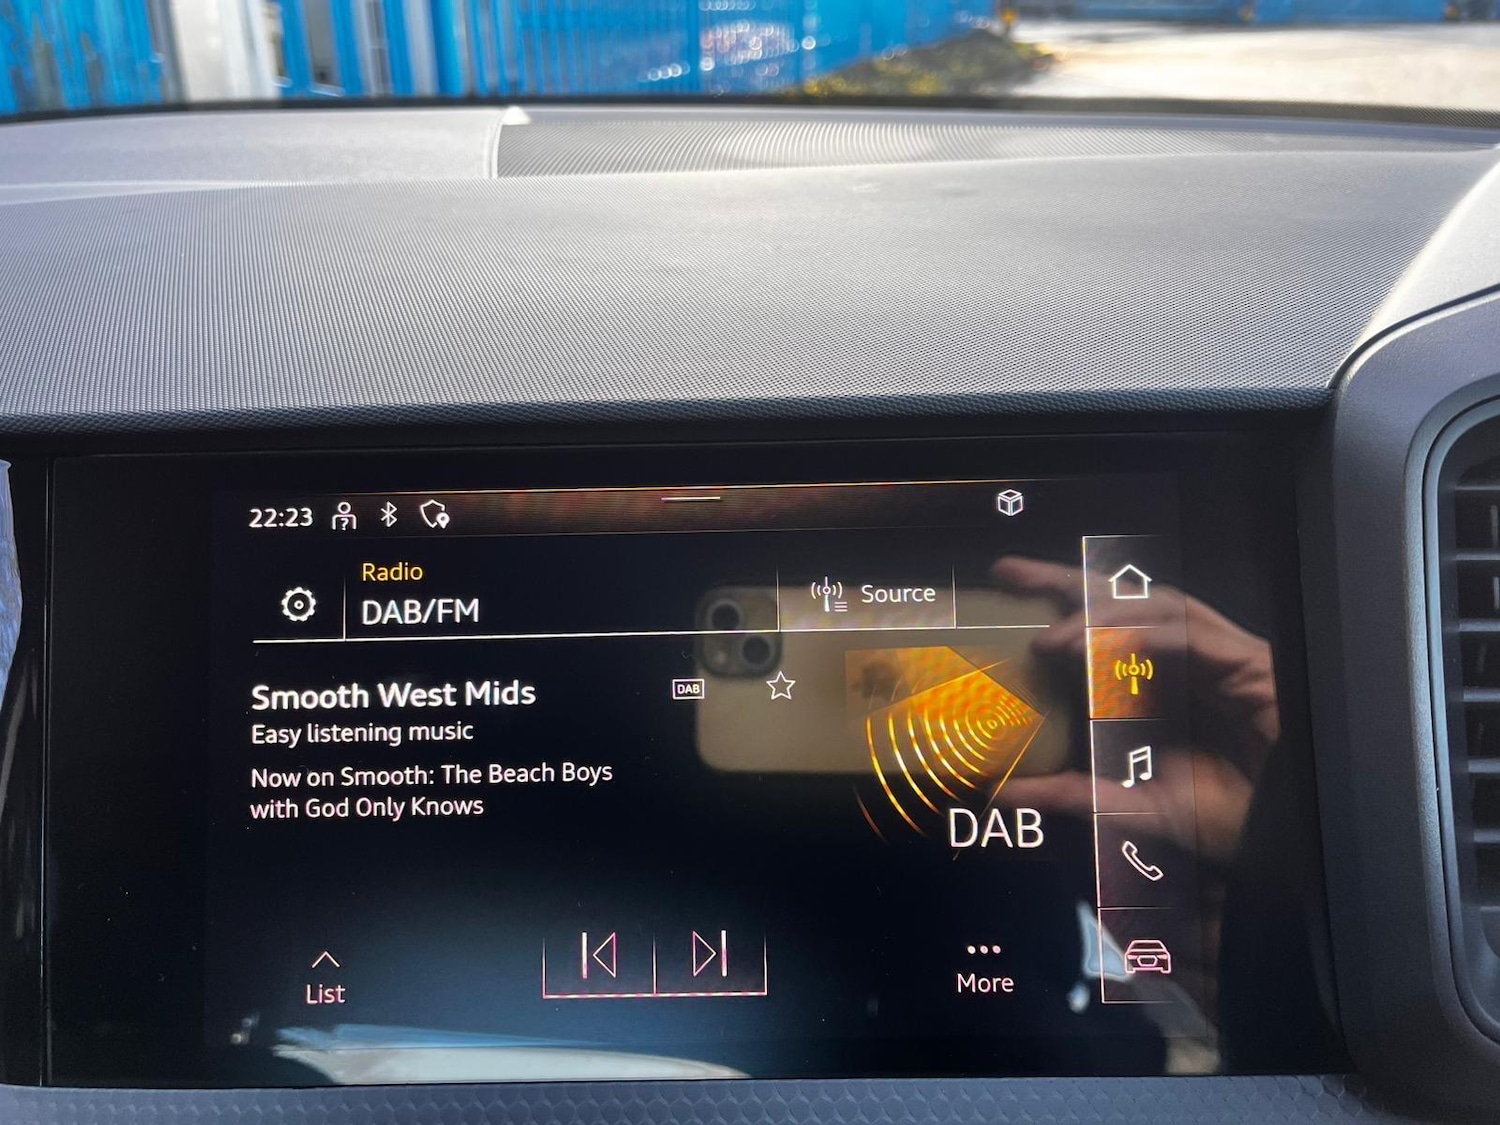 22:23
Radio
DAB/FM
Source
Smooth West Mids
DAB
Easy listening music
Now on Smooth: The Beach Boys
with God Only Knows
DAB
List
More